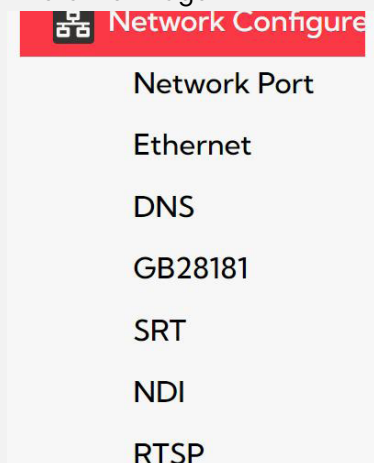 Network Configure
Network Port
Ethernet
DNS
GB28181
SRT
NDI
RTSP